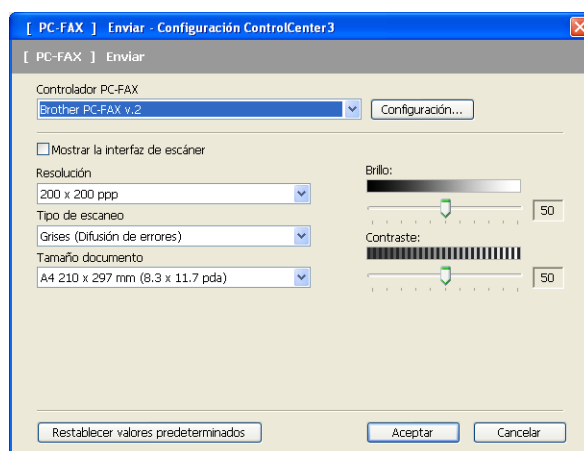 [ PC-FAX ] Enviar - Configuración ControlCenter3
[ PC-FAX ] Enviar
Controlador PC-FAX
Brother PC-FAX v.2
Configuración...
Mostrar la interfaz de escáner
Resolución
200 x 200 ppp
Tipo de escaneo
Grises (Difusión de errores)
Tamaño documento
A4 210 x 297 mm (8.3 x 11.7 pda)
Brillo:
50
Contraste:
50
Restablecer valores predeterminados
Aceptar
Cancelar